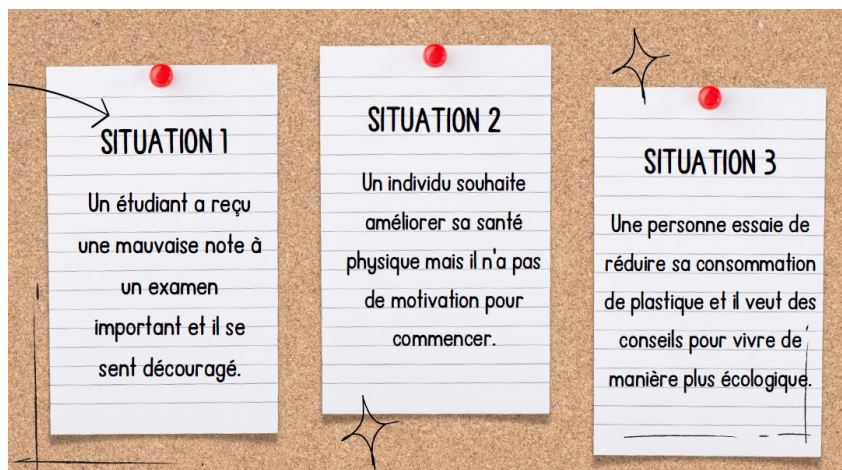 SITUATION 1
Un étudiant a reçu
une mauvaise note à
un examen
important et il se
sent découragé.
SITUATION 2
Un individu souhaite
améliorer sa santé
physique mais il n'a pas
de motivation pour
commencer.
SITUATION 3
Une personne essaie de
réduire sa consommation
de plastique et il veut des
conseils pour vivre de
manière plus écologique.